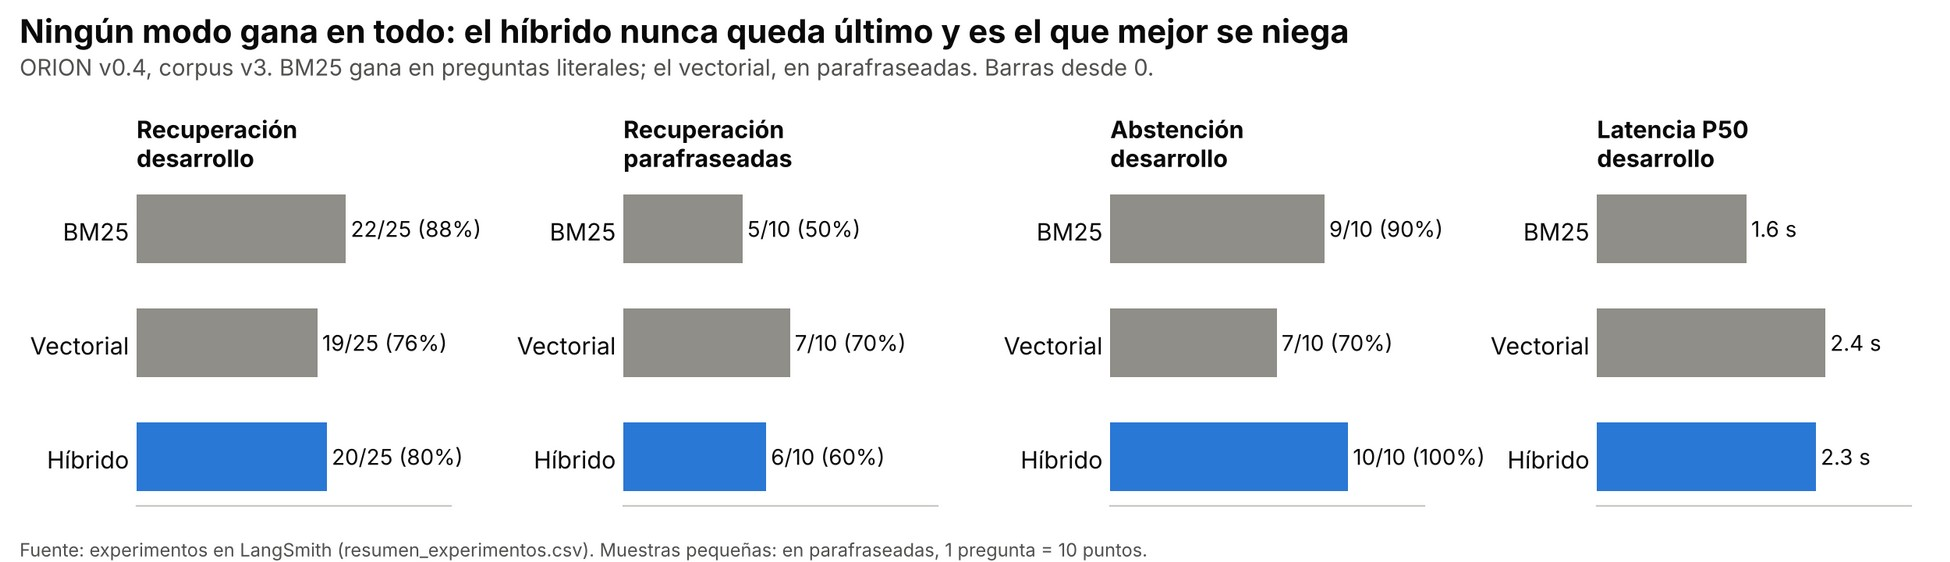 Ningún modo gana en todo: el híbrido nunca queda último y es el que mejor se niega
ORION v0.4, corpus v3. BM25 gana en preguntas literales; el vectorial, en parafraseadas. Barras desde 0.
Recuperación
desarrollo
BM25
22/25 (88%)
Vectorial
19/25 (76%)
Híbrido
20/25 (80%)
Recuperación
parafraseadas
BM25
5/10 (50%)
Vectorial
7/10 (70%)
Híbrido
6/10 (60%)
Abstención
desarrollo
BM25
9/10 (90%)
Vectorial
7/10 (70%)
Híbrido
10/10 (100%)
Latencia P50
desarrollo
BM25
1.6 s
Vectorial
2.4 s
Híbrido
2.3 s
Fuente: experimentos en LangSmith (resumen_experimentos.csv). Muestras pequeñas: en parafraseadas, 1 pregunta = 10 puntos.